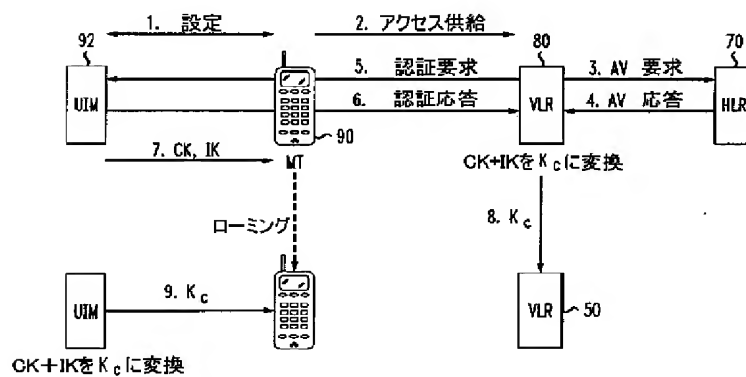 92
1. 設定
2. アクセス供給
80
70
UIM
5. 認証要求
3. AV 要求
6. 認証応答
VLR
4. AV 応答
HLR
90
7. CK, IK
MT
CK+IKをKcに変換
ローミング
8. Kc
UIM
9. Kc
VLR
50
CK+IKをKcに変換